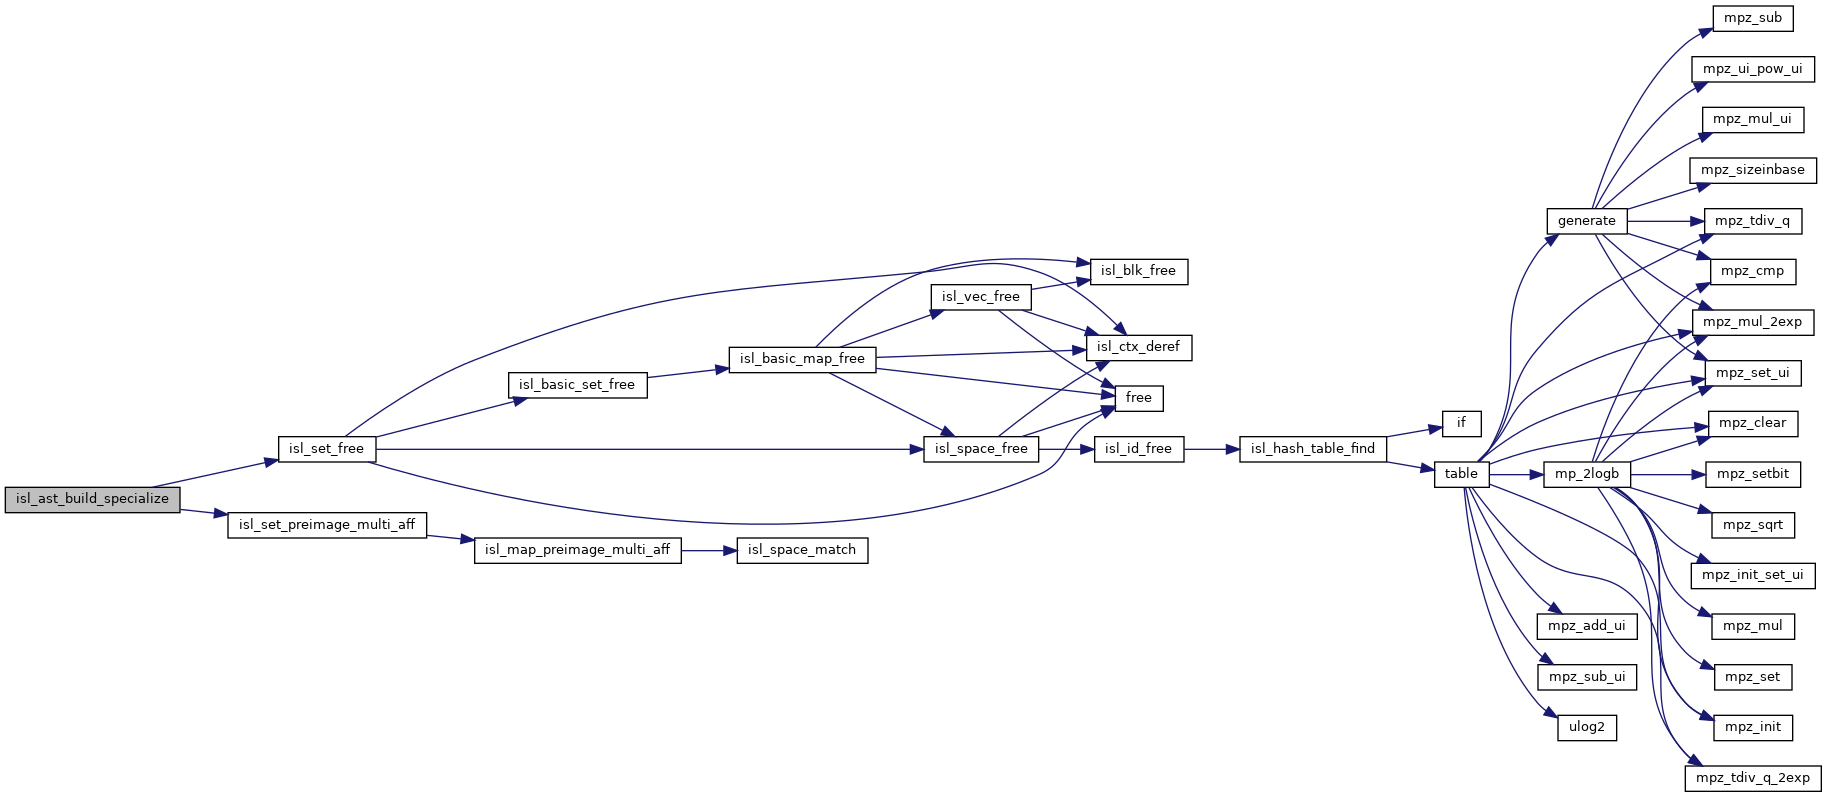 isl_ast_build_specialize
isl_set_free
isl_set_preimage_multi_aff
isl_basic_set_free
isl_map_preimage_multi_aff
isl_basic_map_free
isl_space_match
isl_vec_free
isl_space_free
isl_blk_free
isl_ctx_deref
free
isl_id_free
isl_hash_table_find
if
table
generate
mp_2logb
mpz_add_ui
mpz_sub_ui
ulog2
mpz_sub
mpz_ui_pow_ui
mpz_mul_ui
mpz_sizeinbase
mpz_tdiv_q
mpz_cmp
mpz_mul_2exp
mpz_set_ui
mpz_clear
mpz_setbit
mpz_sqrt
mpz_init_set_ui
mpz_mul
mpz_set
mpz_init
mpz_tdiv_q_2exp